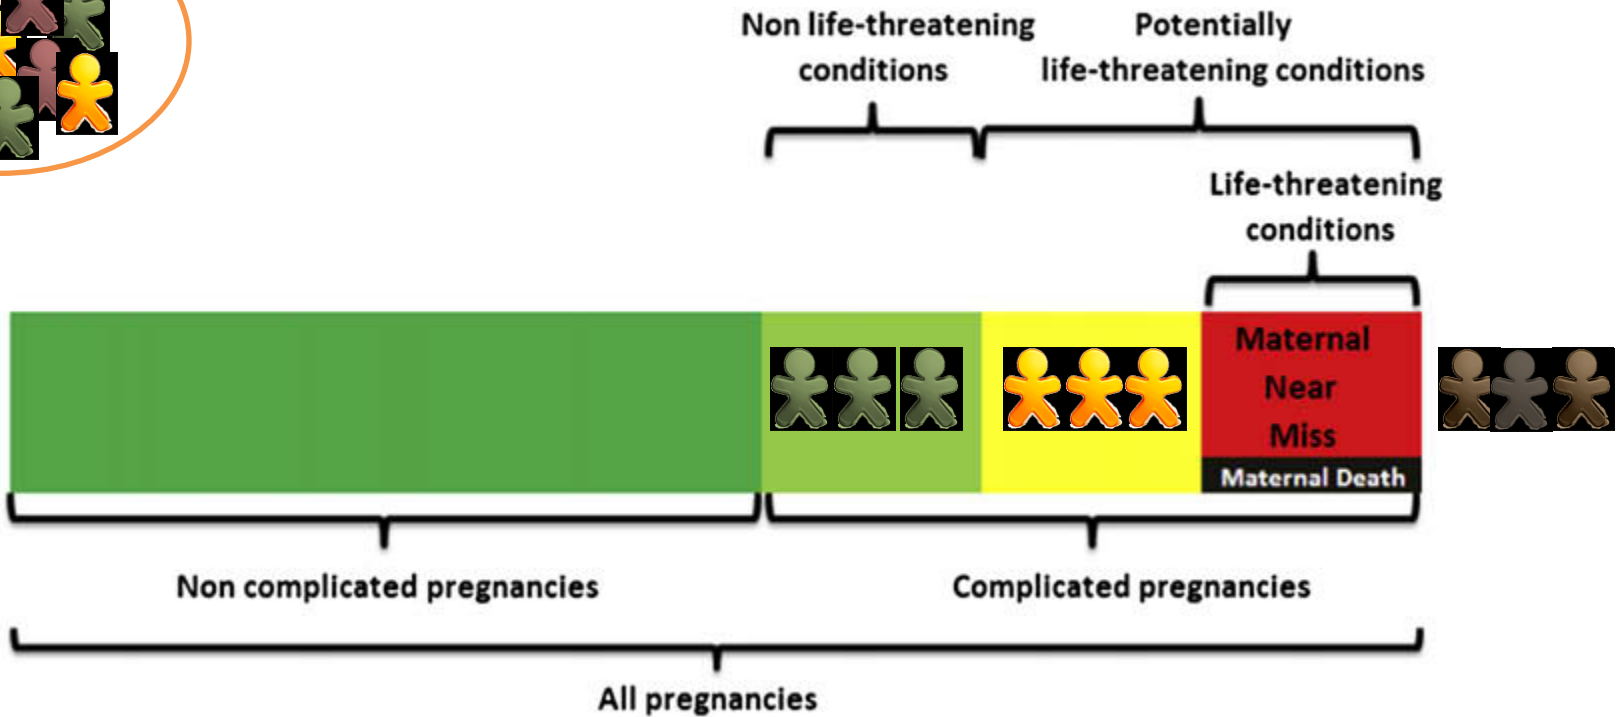 Non life-threatening
conditions
Potentially
life-threatening conditions
Life-threatening
conditions
Maternal
Near
Miss
Maternal Death
Non complicated pregnancies
Complicated pregnancies
All pregnancies